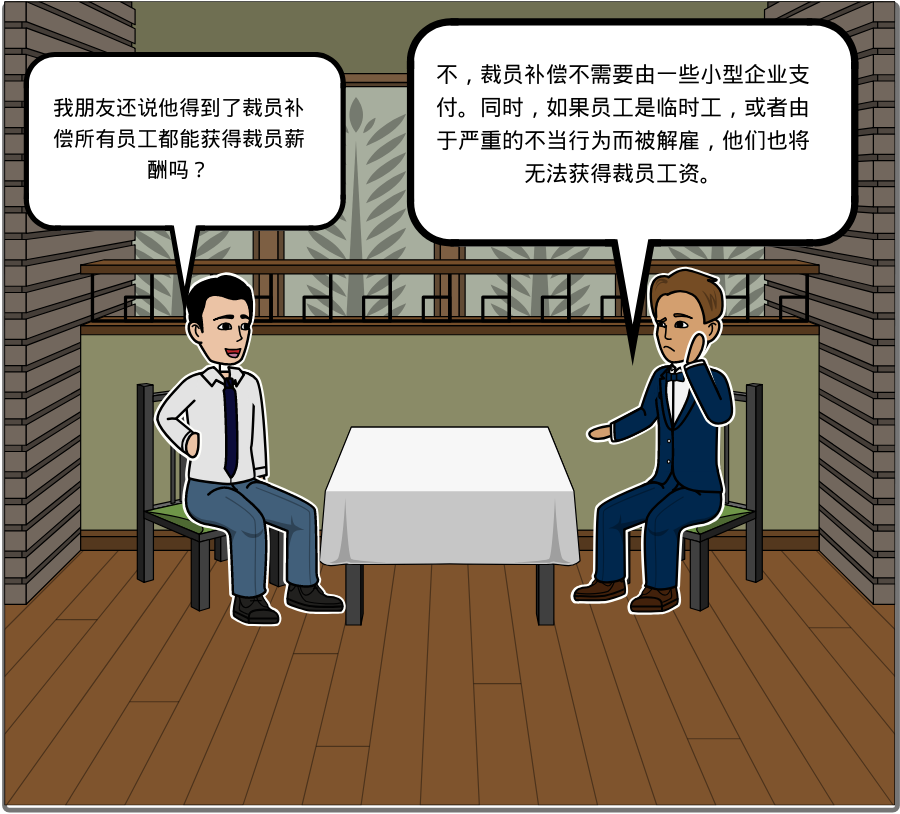 我朋友还说他得到了裁员补
偿所有员工都能获得裁员薪
酬吗？
不，裁员补偿不需要由一些小型企业支
付。同时，如果员工是临时工，或者由
于严重的不当行为而被解雇，他们也将
无法获得裁员工资。